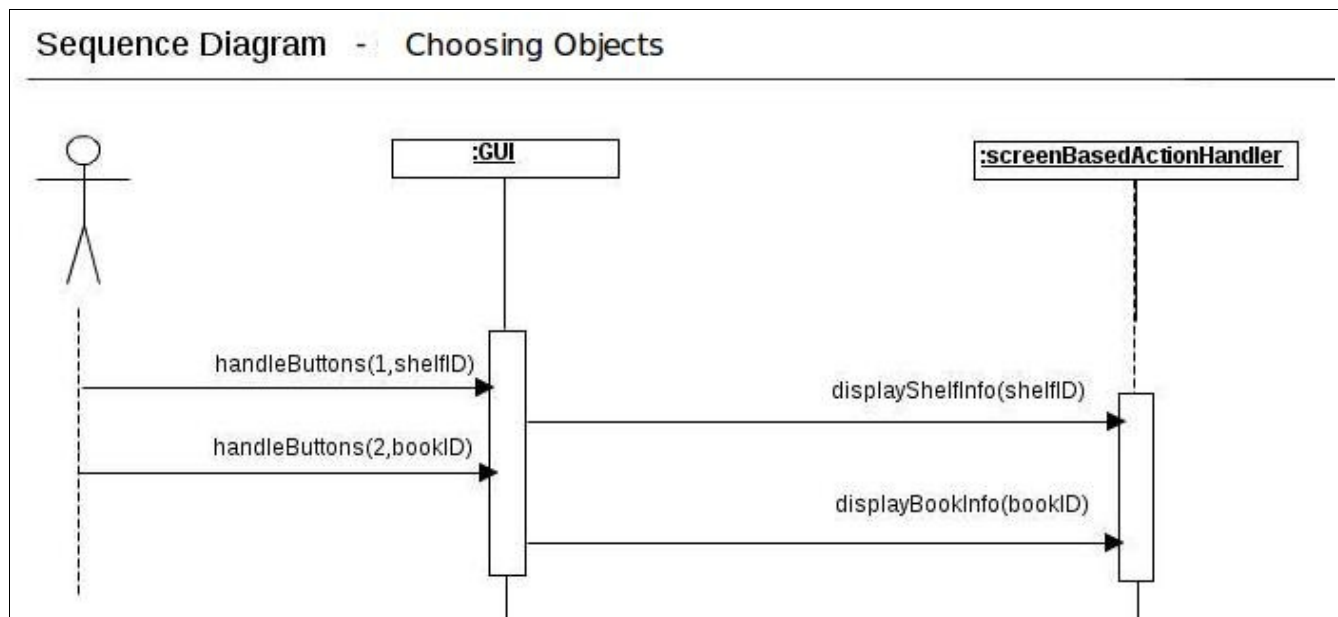 Sequence Diagram - Choosing Objects
:GUI
:screenBasedActionHandler
handleButtons(1,shelfID)
displayShelfInfo(shelfID)
handleButtons(2,bookID)
displayBookInfo(bookID)